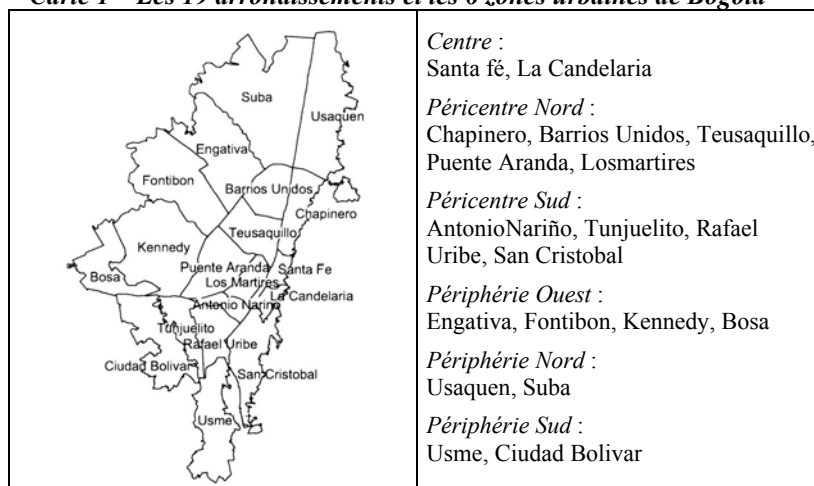 Carte 1 – Les 19 arrondissements et les 6 zones urbaines de Bogotá
Suba
Usaquen
Engativa
Fontibon
Barrios Unidos
Chapinero
Teusaquillo
Kennedy
Puente Aranda
Santa Fe
Bosa
Los Martires
La Candelaria
Antonio Narino
Tunjuelito
Rafael Uribe
Ciudad Bolivar
San Cristobal
Usme
Centre :
Santa fé, La Candelaria
Péricentre Nord :
Chapinero, Barrios Unidos, Teusaquillo,
Puente Aranda, Losmartires
Péricentre Sud :
AntonioNariño, Tunjuelito, Rafael
Uribe, San Cristobal
Périphérie Ouest :
Engativa, Fontibon, Kennedy, Bosa
Périphérie Nord :
Usaquen, Suba
Périphérie Sud :
Usme, Ciudad Bolivar